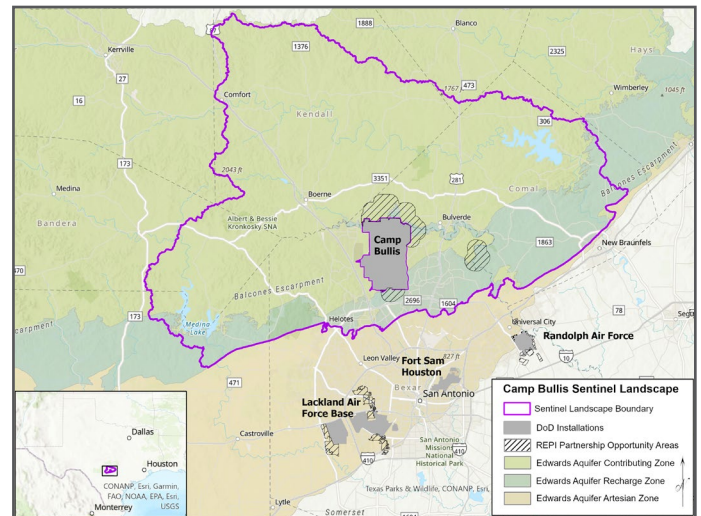 1888
Blanco
87
1376
Kerrville
2325
Hays
27
1767 ft
473
Wimberley
1045 ft
Comfort
16
Kendall
306
173
2043 ft
Balcones Escarpment
3351
281
Comal
Medina
Boerne
Bulverde
Bandera
Albert & Bessie
Kronkosky SNA
Camp
Bullis
1863
New Braunfels
470
Balcones Escarpment
2696
1604
Medina
Lake
173
Helotes
Universal City
78
carpment
Randolph Air Force
Fort Sam
Houston
827 ft
Leon Valley
10
471
Bexar
San Antonio
Lackland Air
Force Base
Castroville
San Antonio
Missions
National
Historical Park
410
410
Lytle
Somerset
Texas Parks & Wildlife, CONANP, Esri,
Dallas
Houston
CONANP, Esri, Garmin,
FAO, NOAA, EPA, Esri,
USGS
Monterrey
Camp Bullis Sentinel Landscape
Sentinel Landscape Boundary
DoD Installations
REPI Partnership Opportunity Areas
Edwards Aquifer Contributing Zone
Edwards Aquifer Recharge Zone
Edwards Aquifer Artesian Zone